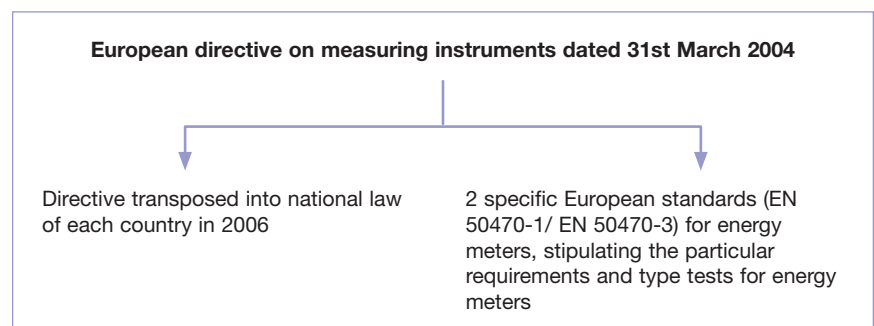 European directive on measuring instruments dated 31st March 2004
Directive transposed into national law
of each country in 2006
2 specific European standards (EN
50470-1/ EN 50470-3) for energy
meters, stipulating the particular
requirements and type tests for energy
meters